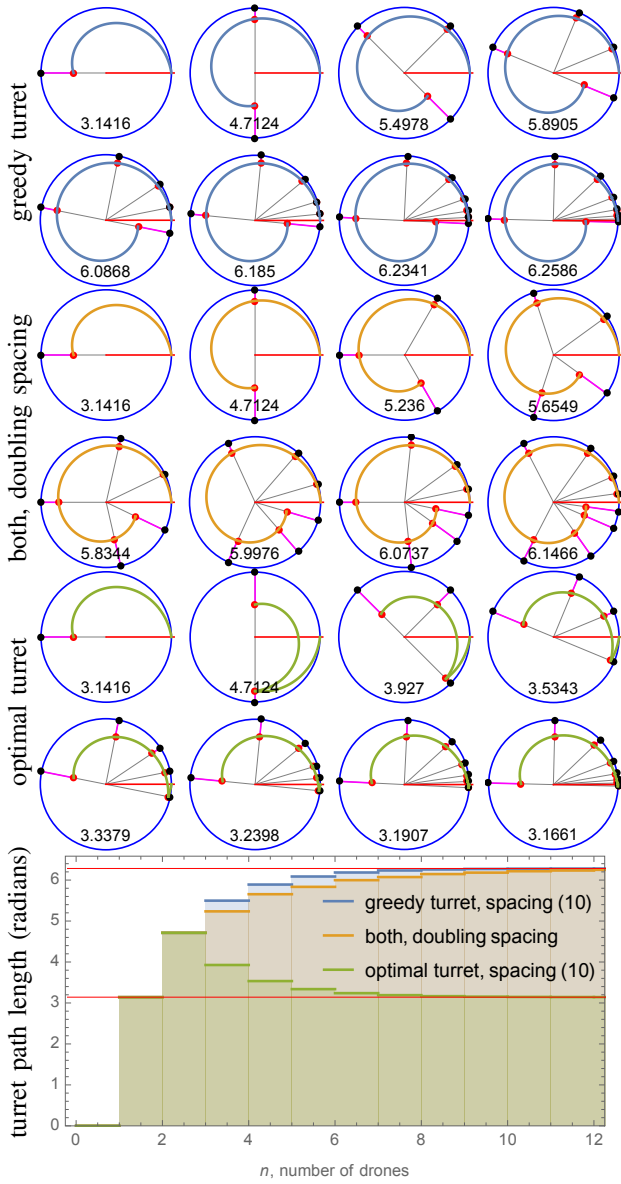 greedy turret
3.1416 4.7124 5.4978 5.8905
6.0868 6.185 6.2341 6.2586
both, doubling spacing
3.1416 4.7124 5.236 5.6549
5.8344 5.9976 6.0737 6.1466
optimal turret
3.1416 4.7124 3.927 3.5343
3.3379 3.2398 3.1907 3.1661
turret path length (radians)
6
5
4
3
2
1
0
greedy turret, spacing (10)
both, doubling spacing
optimal turret, spacing (10)
0 2 4 6 8 10 12
n, number of drones